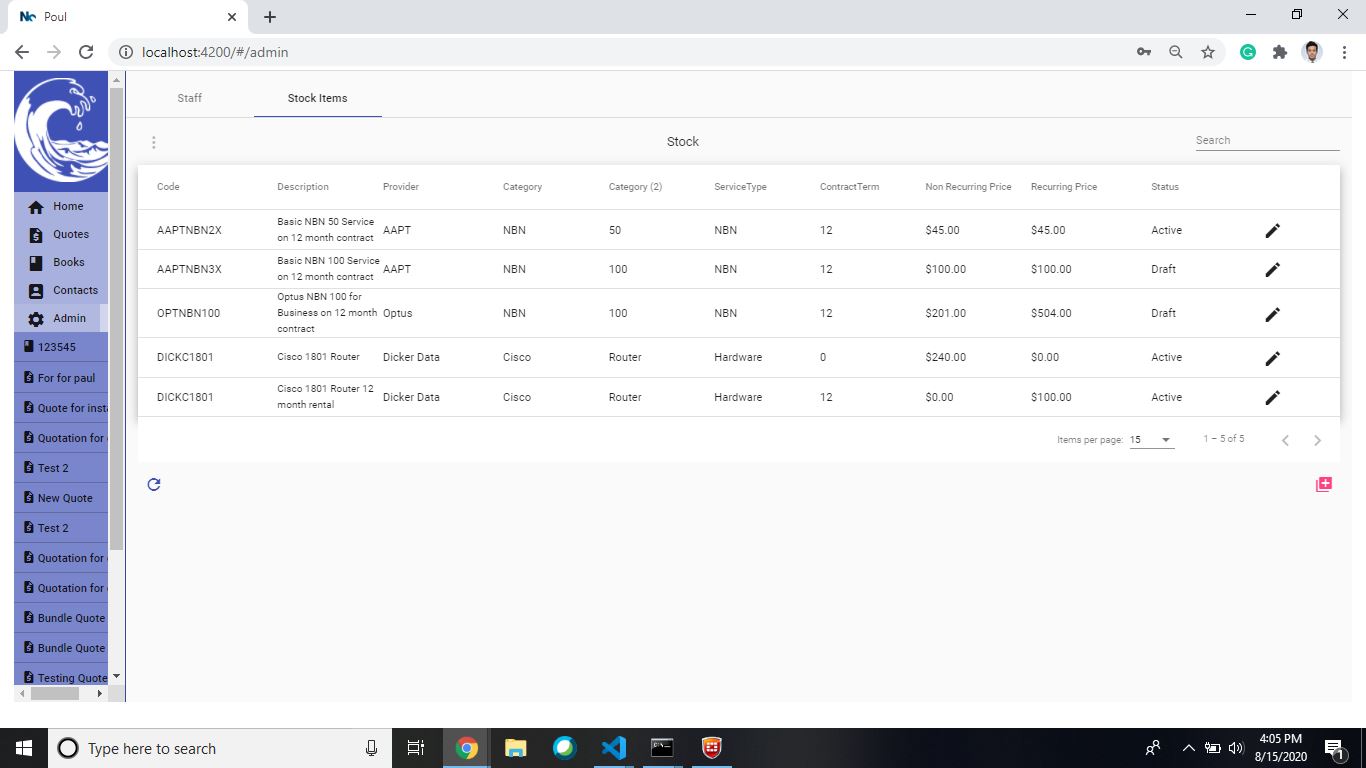 Poul
localhost:4200/#/admin
Home
Quotes
Books
Contacts
Admin
123545
For for paul
Quote for inst
Quotation for
Test 2
New Quote
Test 2
Quotation for
Quotation for
Bundle Quote
Bundle Quote
Testing Quote
Staff Stock Items
Stock Search
Code Description Provider Category Category (2) ServiceType ContractTerm Non Recurring Price Recurring Price Status
AAPTNBN2X Basic NBN 50 Service on 12 month contract AAPT NBN 50 NBN 12 $45.00 $45.00 Active
AAPTNBN3X Basic NBN 100 Service on 12 month contract AAPT NBN 100 NBN 12 $100.00 $100.00 Draft
OPTNBN100 Optus NBN 100 for Business on 12 month contract Optus NBN 100 NBN 12 $201.00 $504.00 Draft
DICKC1801 Cisco 1801 Router Dicker Data Cisco Router Hardware 0 $240.00 $0.00 Active
DICKC1801 Cisco 1801 Router 12 month rental Dicker Data Cisco Router Hardware 12 $0.00 $100.00 Active
Items per page: 15 1 – 5 of 5
Type here to search
4:05 PM
8/15/2020
1